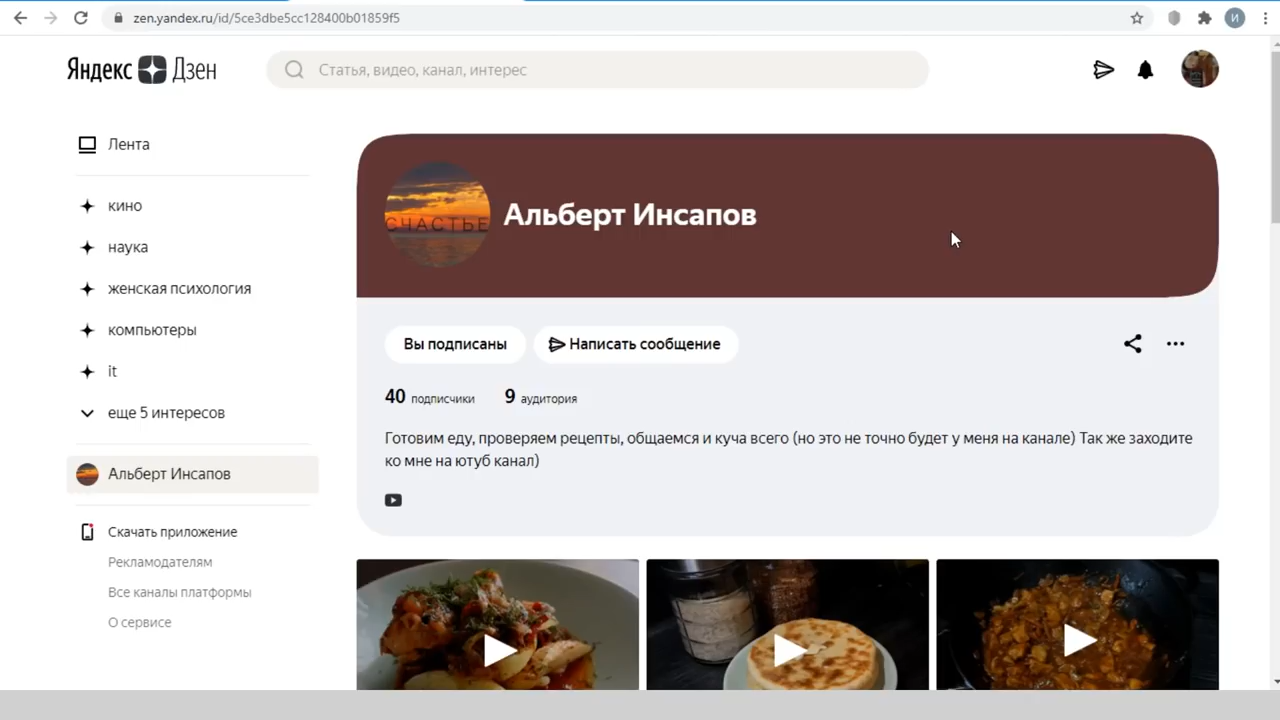 zen.yandex.ru/id/5ce3dbe5cc128400b01859f5
И
Яндекс Дзен
Статья, видео, канал, интерес
Лента
кино
наука
женская психология
компьютеры
it
еще 5 интересов
Альберт Инсапов
Скачать приложение
Рекламодателям
Все каналы платформы
О сервисе
СЧАСТЬЕ
Альберт Инсапов
Вы подписаны
Написать сообщение
40 подписчики 9 аудитория
Готовим еду, проверяем рецепты, общаемся и куча всего (но это не точно будет у меня на канале) Так же заходите
ко мне на ютуб канал)